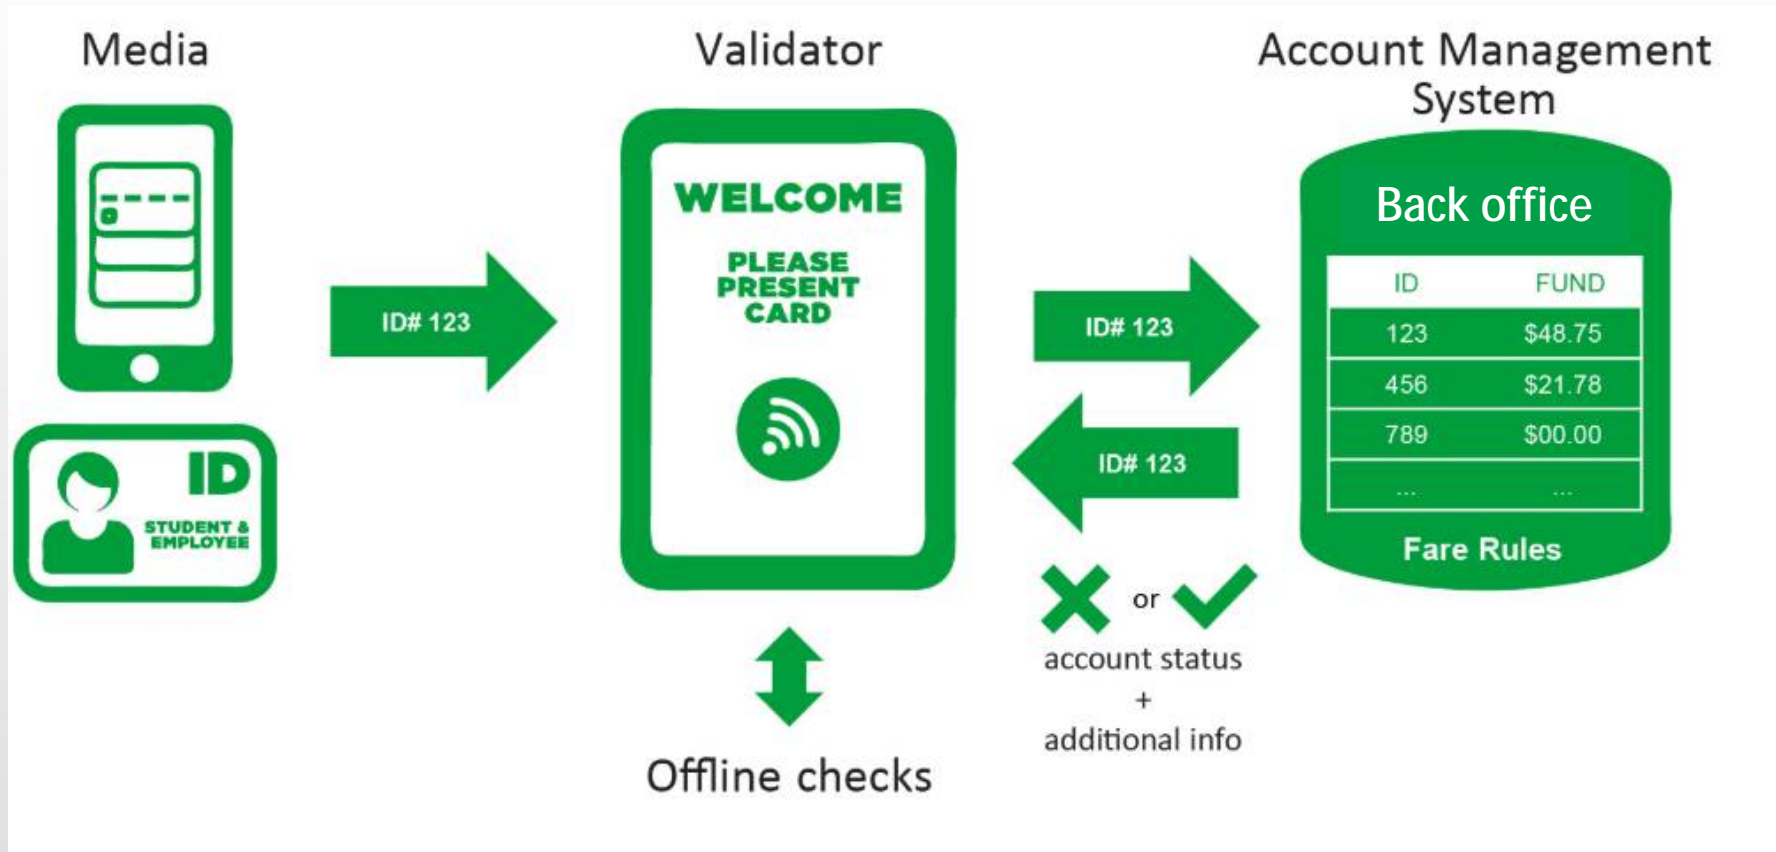 Media
Validator
Account Management
System
ID
STUDENT &
EMPLOYEE
ID# 123
WELCOME
PLEASE
PRESENT
CARD
Offline checks
ID# 123
ID# 123
or
account status
+
additional info
Back office
ID FUND
123 $48.75
456 $21.78
789 $00.00
... ...
Fare Rules